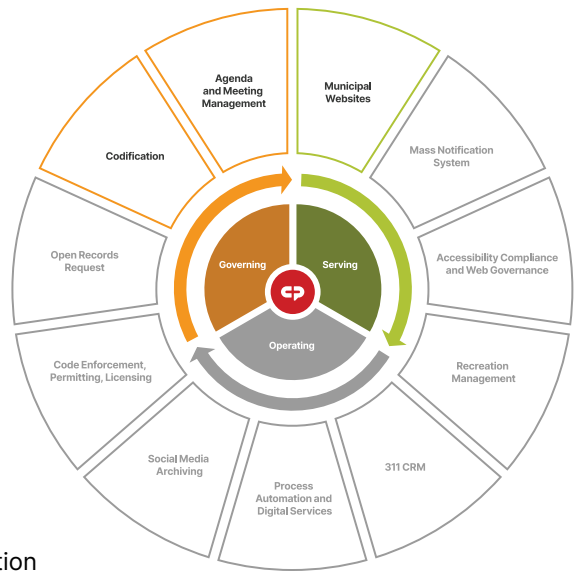 Agenda
and Meeting
Management
Municipal
Websites
Codification
Mass Notification
System
Open Records
Request
Accessibility Compliance
and Web Governance
Governing
Serving
Operating
Code Enforcement,
Permitting, Licensing
Recreation
Management
Social Media
Archiving
311 CRM
Process
Automation and
Digital Services
tion